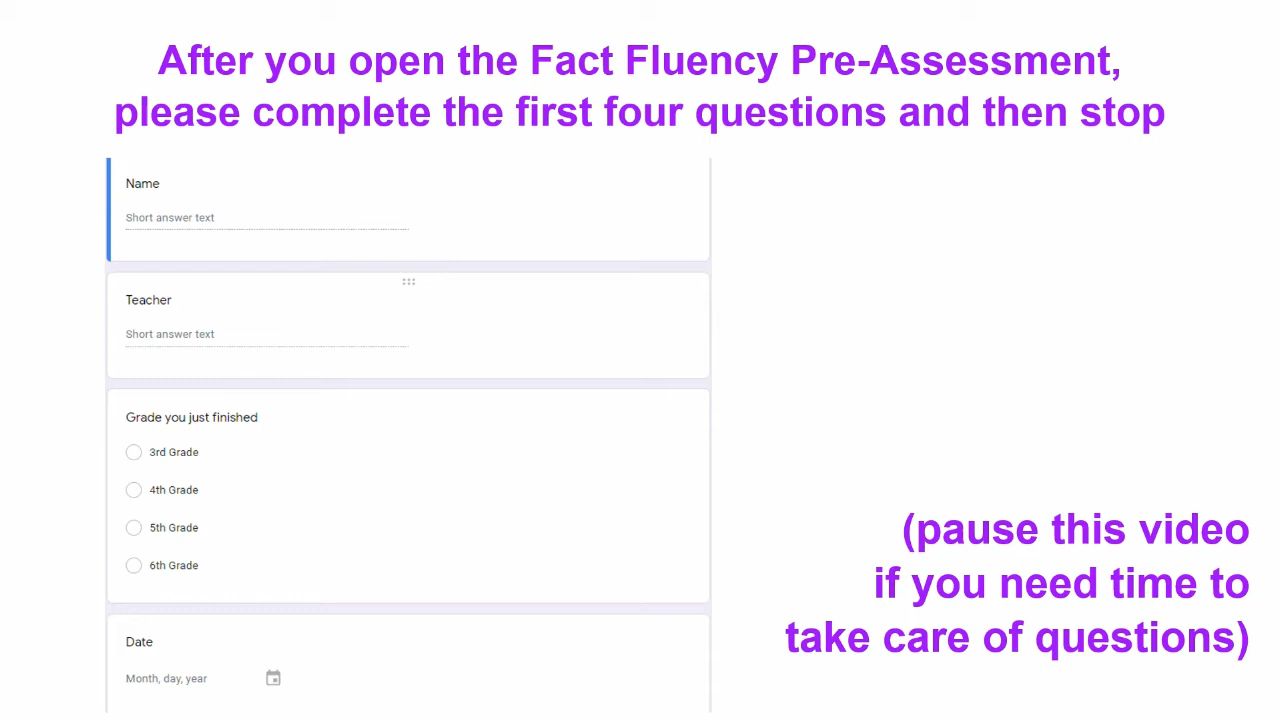 After you open the Fact Fluency Pre-Assessment,
please complete the first four questions and then stop
Name
Short answer text
Teacher
Short answer text
Grade you just finished
3rd Grade
4th Grade
5th Grade
6th Grade
Date
Month, day, year
(pause this video
if you need time to
take care of questions)